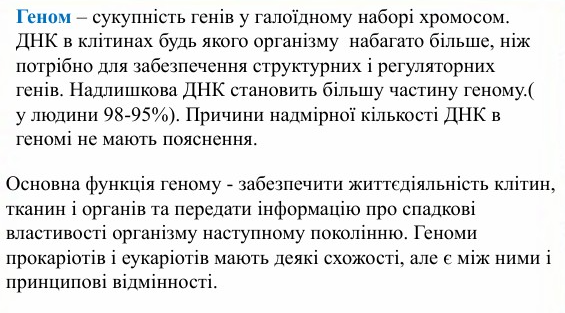 Геном – сукупність генів у галоїдному наборі хромосом.
ДНК в клітинах будь якого організму набагато більше, ніж
потрібно для забезпечення структурних і регуляторних
генів. Надлишкова ДНК становить більшу частину геному.(
у людини 98-95%). Причини надмірної кількості ДНК в
геномі не мають пояснення.
Основна функція геному - забезпечити життєдіяльність клітин,
тканин і органів та передати інформацію про спадкові
властивості організму наступному поколінню. Геноми
прокаріотів і еукаріотів мають деякі схожості, але є між ними і
принципові відмінності.